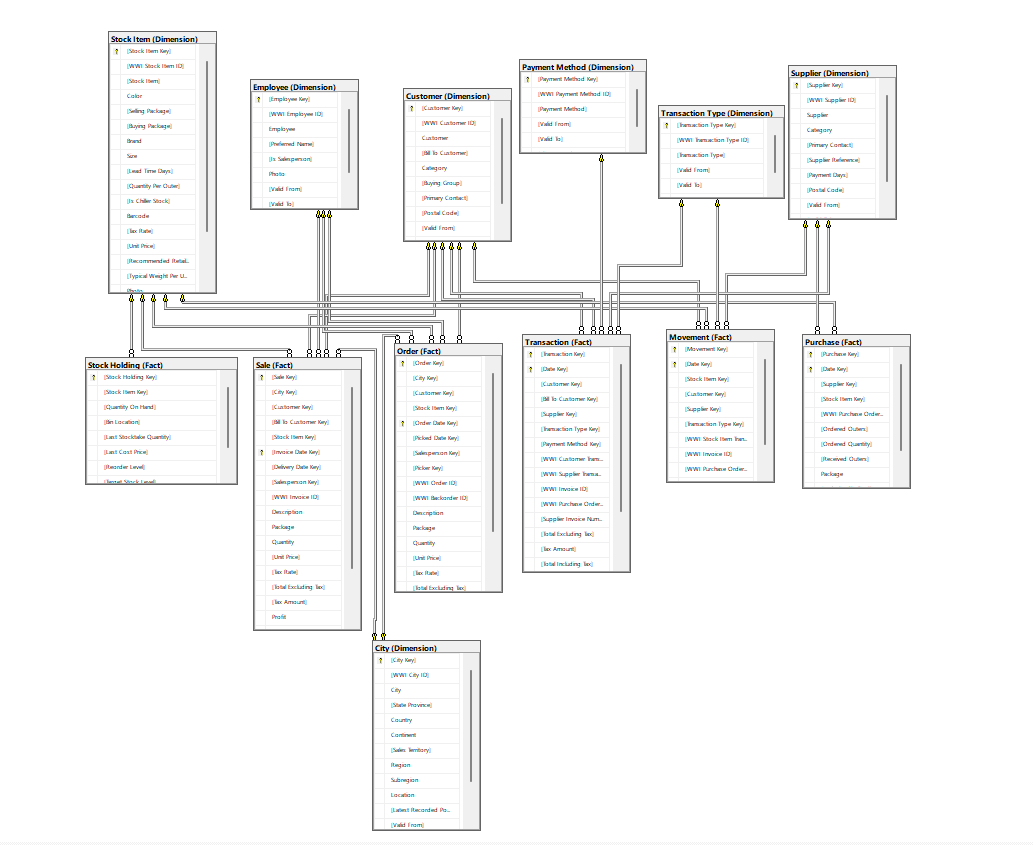 Stock Item (Dimension)
[Stock Item Key]
[WWI Stock Item ID]
[Stock Item]
Color
[Selling Package]
[Buying Package]
Brand
Size
[Lead Time Days]
[Quantity Per Outer]
[Is Chiller Stock]
Barcode
[Tax Rate]
[Unit Price]
[Recommended Retail..
[Typical Weight Per U..
Photo
Employee (Dimension)
[Employee Key]
[WWI Employee ID]
Employee
[Preferred Name]
[Is Salesperson]
Photo
[Valid From]
[Valid To]
Customer (Dimension)
[Customer Key]
[WWI Customer ID]
Customer
[Bill To Customer]
Category
[Buying Group]
[Primary Contact]
[Postal Code]
[Valid From]
Payment Method (Dimension)
[Payment Method Key]
[WWI Payment Method ID]
[Payment Method]
[Valid From]
[Valid To]
Transaction Type (Dimension)
[Transaction Type Key]
[WWI Transaction Type ID]
[Transaction Type]
[Valid From]
[Valid To]
Supplier (Dimension)
[Supplier Key]
[WWI Supplier ID]
Supplier
Category
[Primary Contact]
[Supplier Reference]
[Payment Days]
[Postal Code]
[Valid From]
Stock Holding (Fact)
[Stock Holding Key]
[Stock Item Key]
[Quantity On Hand]
[Bin Location]
[Last Stocktake Quantity]
[Last Cost Price]
[Reorder Level]
[Target Stock Level]
Sale (Fact)
[Sale Key]
[City Key]
[Customer Key]
[Bill To Customer Key]
[Stock Item Key]
[Invoice Date Key]
[Delivery Date Key]
[Salesperson Key]
[WWI Invoice ID]
Description
Package
Quantity
[Unit Price]
[Tax Rate]
[Total Excluding Tax]
[Tax Amount]
Profit
Order (Fact)
[Order Key]
[City Key]
[Customer Key]
[Stock Item Key]
[Order Date Key]
[Picked Date Key]
[Salesperson Key]
[Picker Key]
[WWI Order ID]
[WWI Backorder ID]
Description
Package
Quantity
[Unit Price]
[Tax Rate]
[Total Excluding Tax]
Transaction (Fact)
[Transaction Key]
[Date Key]
[Customer Key]
[Bill To Customer Key]
[Supplier Key]
[Transaction Type Key]
[Payment Method Key]
[WWI Customer Trans..
[WWI Supplier Transa..
[WWI Invoice ID]
[WWI Purchase Order..
[Supplier Invoice Num..
[Total Excluding Tax]
[Tax Amount]
[Total Including Tax]
Movement (Fact)
[Movement Key]
[Date Key]
[Stock Item Key]
[Customer Key]
[Supplier Key]
[Transaction Type Key]
[WWI Stock Item Tran..
[WWI Invoice ID]
[WWI Purchase Order..
Purchase (Fact)
[Purchase Key]
[Date Key]
[Supplier Key]
[Stock Item Key]
[WWI Purchase Order..
[Ordered Outers]
[Ordered Quantity]
[Received Outers]
Package
City (Dimension)
[City Key]
[WWI City ID]
City
[State Province]
Country
Continent
[Sales Territory]
Region
Subregion
Location
[Latest Recorded Po..
[Valid From]